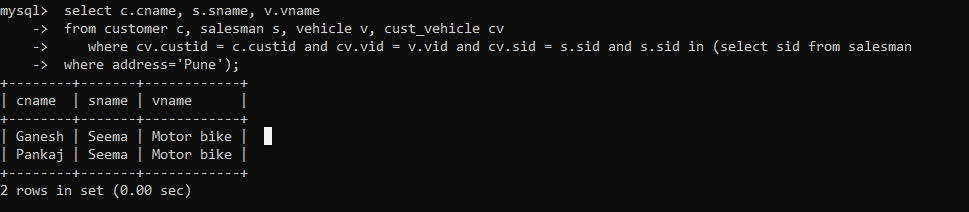 mysql>  select c.cname, s.sname, v.vname
    ->  from customer c, salesman s, vehicle v, cust_vehicle cv
    ->     where cv.custid = c.custid and cv.vid = v.vid and cv.sid = s.sid and s.sid in (select sid from salesman
    ->  where address='Pune');
+--------+-------+------------+
| cname  | sname | vname      |
+--------+-------+------------+
| Ganesh | Seema | Motor bike |
| Pankaj | Seema | Motor bike |
+--------+-------+------------+
2 rows in set (0.00 sec)